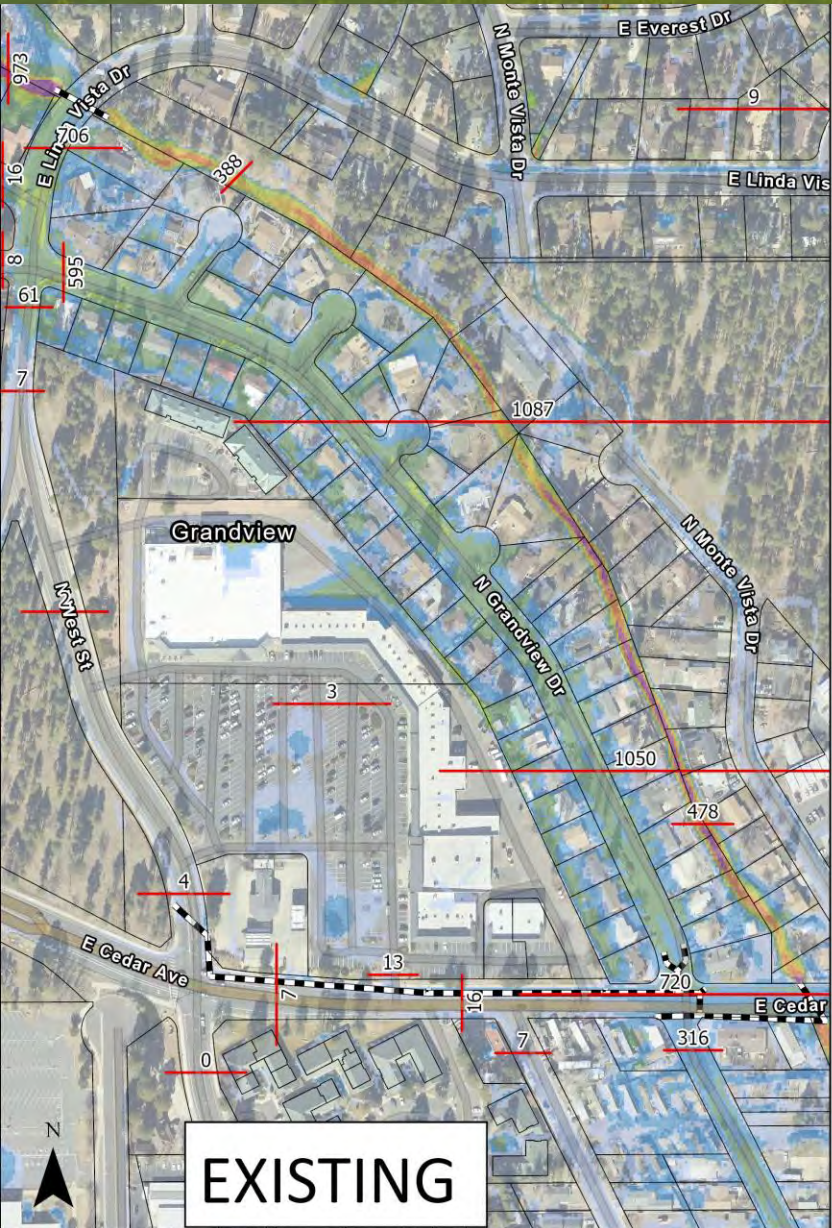 E Everest Dr
N Monte Vista Dr
973
9
E Linda Vista Dr
706
16
388
E Linda Vis
8
595
61
7
1087
Grandview
N Monte Vista Dr
N West St
2
N Grandview Dr
3
1050
478
4
E Cedar Ave
13
7
16
720
E Cedar
7
316
0
N
EXISTING